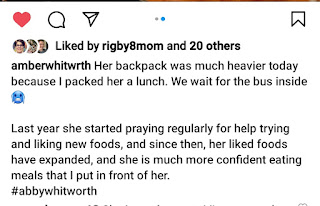 Liked by rigby8mom and 20 others
amberwhitwrth Her backpack was much heavier today
because I packed her a lunch. We wait for the bus inside
🥶
Last year she started praying regularly for help trying
and liking new foods, and since then, her liked foods
have expanded, and she is much more confident eating
meals that I put in front of her.
#abbywhitworth